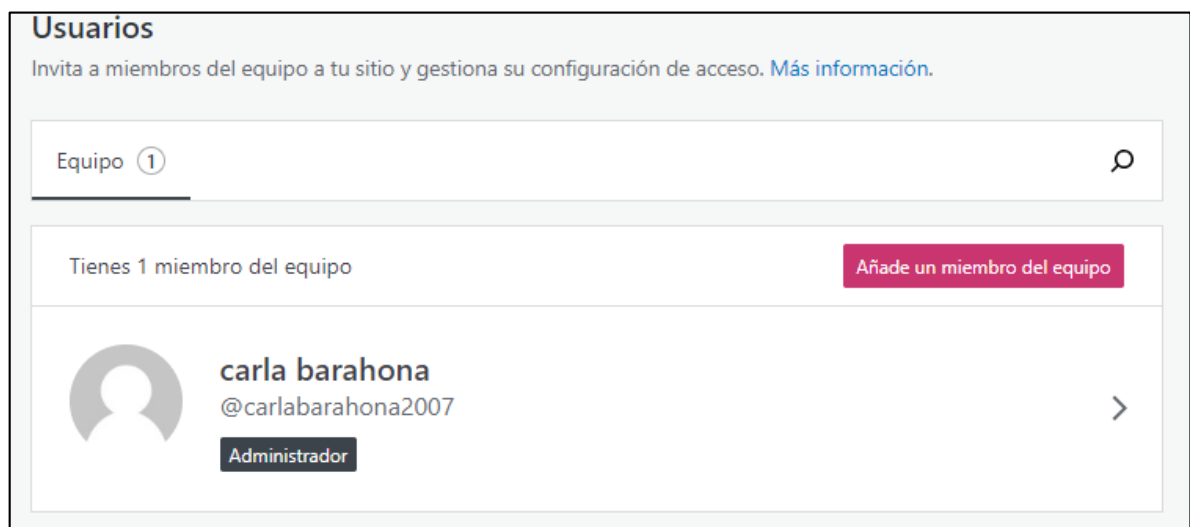 Usuarios
Invita a miembros del equipo a tu sitio y gestiona su configuración de acceso. Más información.
Equipo 1
Tienes 1 miembro del equipo
Añade un miembro del equipo
carla barahona
@carlabarahona2007
Administrador